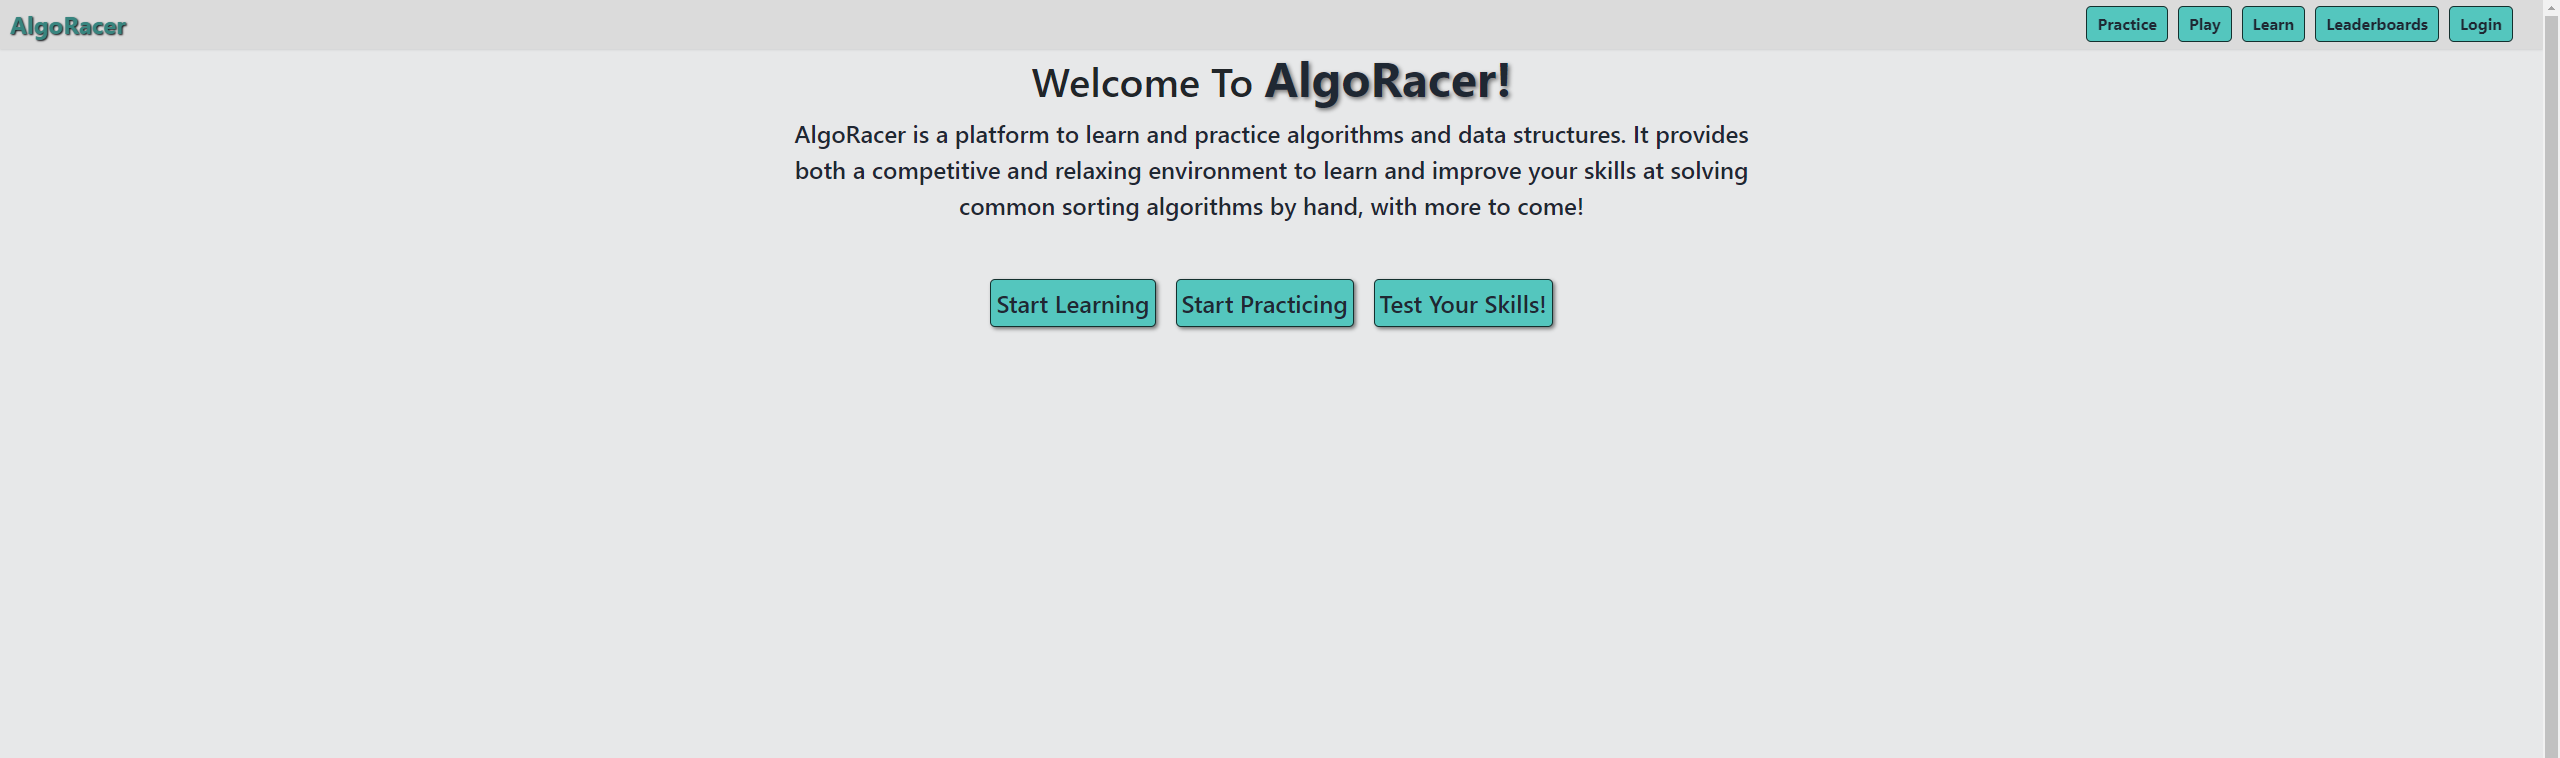 AlgoRacer
Practice Play Learn Leaderboards Login
Welcome To AlgoRacer!
AlgoRacer is a platform to learn and practice algorithms and data structures. It provides
both a competitive and relaxing environment to learn and improve your skills at solving
common sorting algorithms by hand, with more to come!
Start Learning Start Practicing Test Your Skills!